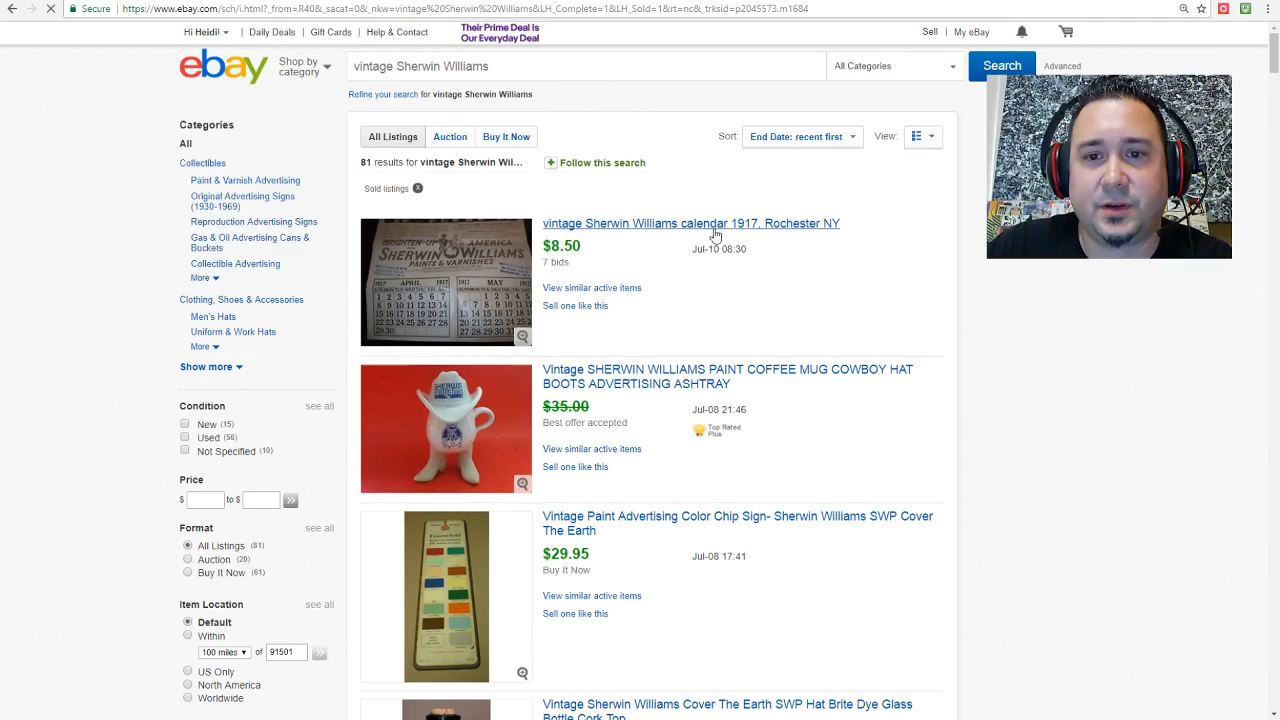 Secure https://www.ebay.com/sch/i.html?_from=R40&_sacat=0&_nkw=vintage%20Sherwin%20Williams&LH_Complete=1&LH_Sold=1&rt=nc&_trksid=p2045573.m1684
Hi Heidi! Daily Deals Gift Cards Help & Contact
Their Prime Deal Is
Our Everyday Deal
Sell My eBay
ebay
Shop by
category
vintage Sherwin Williams
All Categories
Search
Advanced
Refine your search for vintage Sherwin Williams
Categories
All
Collectibles
Paint & Varnish Advertising
Original Advertising Signs
(1930-1969)
Reproduction Advertising Signs
Gas & Oil Advertising Cans &
Buckets
Collectible Advertising
More
Clothing, Shoes & Accessories
Men's Hats
Uniform & Work Hats
More
Show more
Condition see all
New (15)
Used (56)
Not Specified (10)
Price
$ to $
Format see all
All Listings (81)
Auction (20)
Buy It Now (61)
Item Location see all
Default
Within
100 miles of 91501
US Only
North America
Worldwide
All Listings Auction Buy It Now
Sort: End Date: recent first View:
81 results for vintage Sherwin Wil... Follow this search
Sold listings
BRIGHTEN-UP AMERICA
SHERWIN-WILLIAMS
PAINTS & VARNISHES
1917 APRIL 1917 1917 MAY
vintage Sherwin Williams calendar 1917, Rochester NY
$8.50 Jul-10 08:30
7 bids
View similar active items
Sell one like this
Vintage SHERWIN WILLIAMS PAINT COFFEE MUG COWBOY HAT
BOOTS ADVERTISING ASHTRAY
$35.00 Jul-08 21:46
Best offer accepted
Top Rated
Plus
View similar active items
Sell one like this
Vintage Paint Advertising Color Chip Sign- Sherwin Williams SWP Cover
The Earth
$29.95 Jul-08 17:41
Buy It Now
View similar active items
Sell one like this
Vintage Sherwin Williams Cover The Earth SWP Hat Brite Dye Glass
Bottle Cork Top